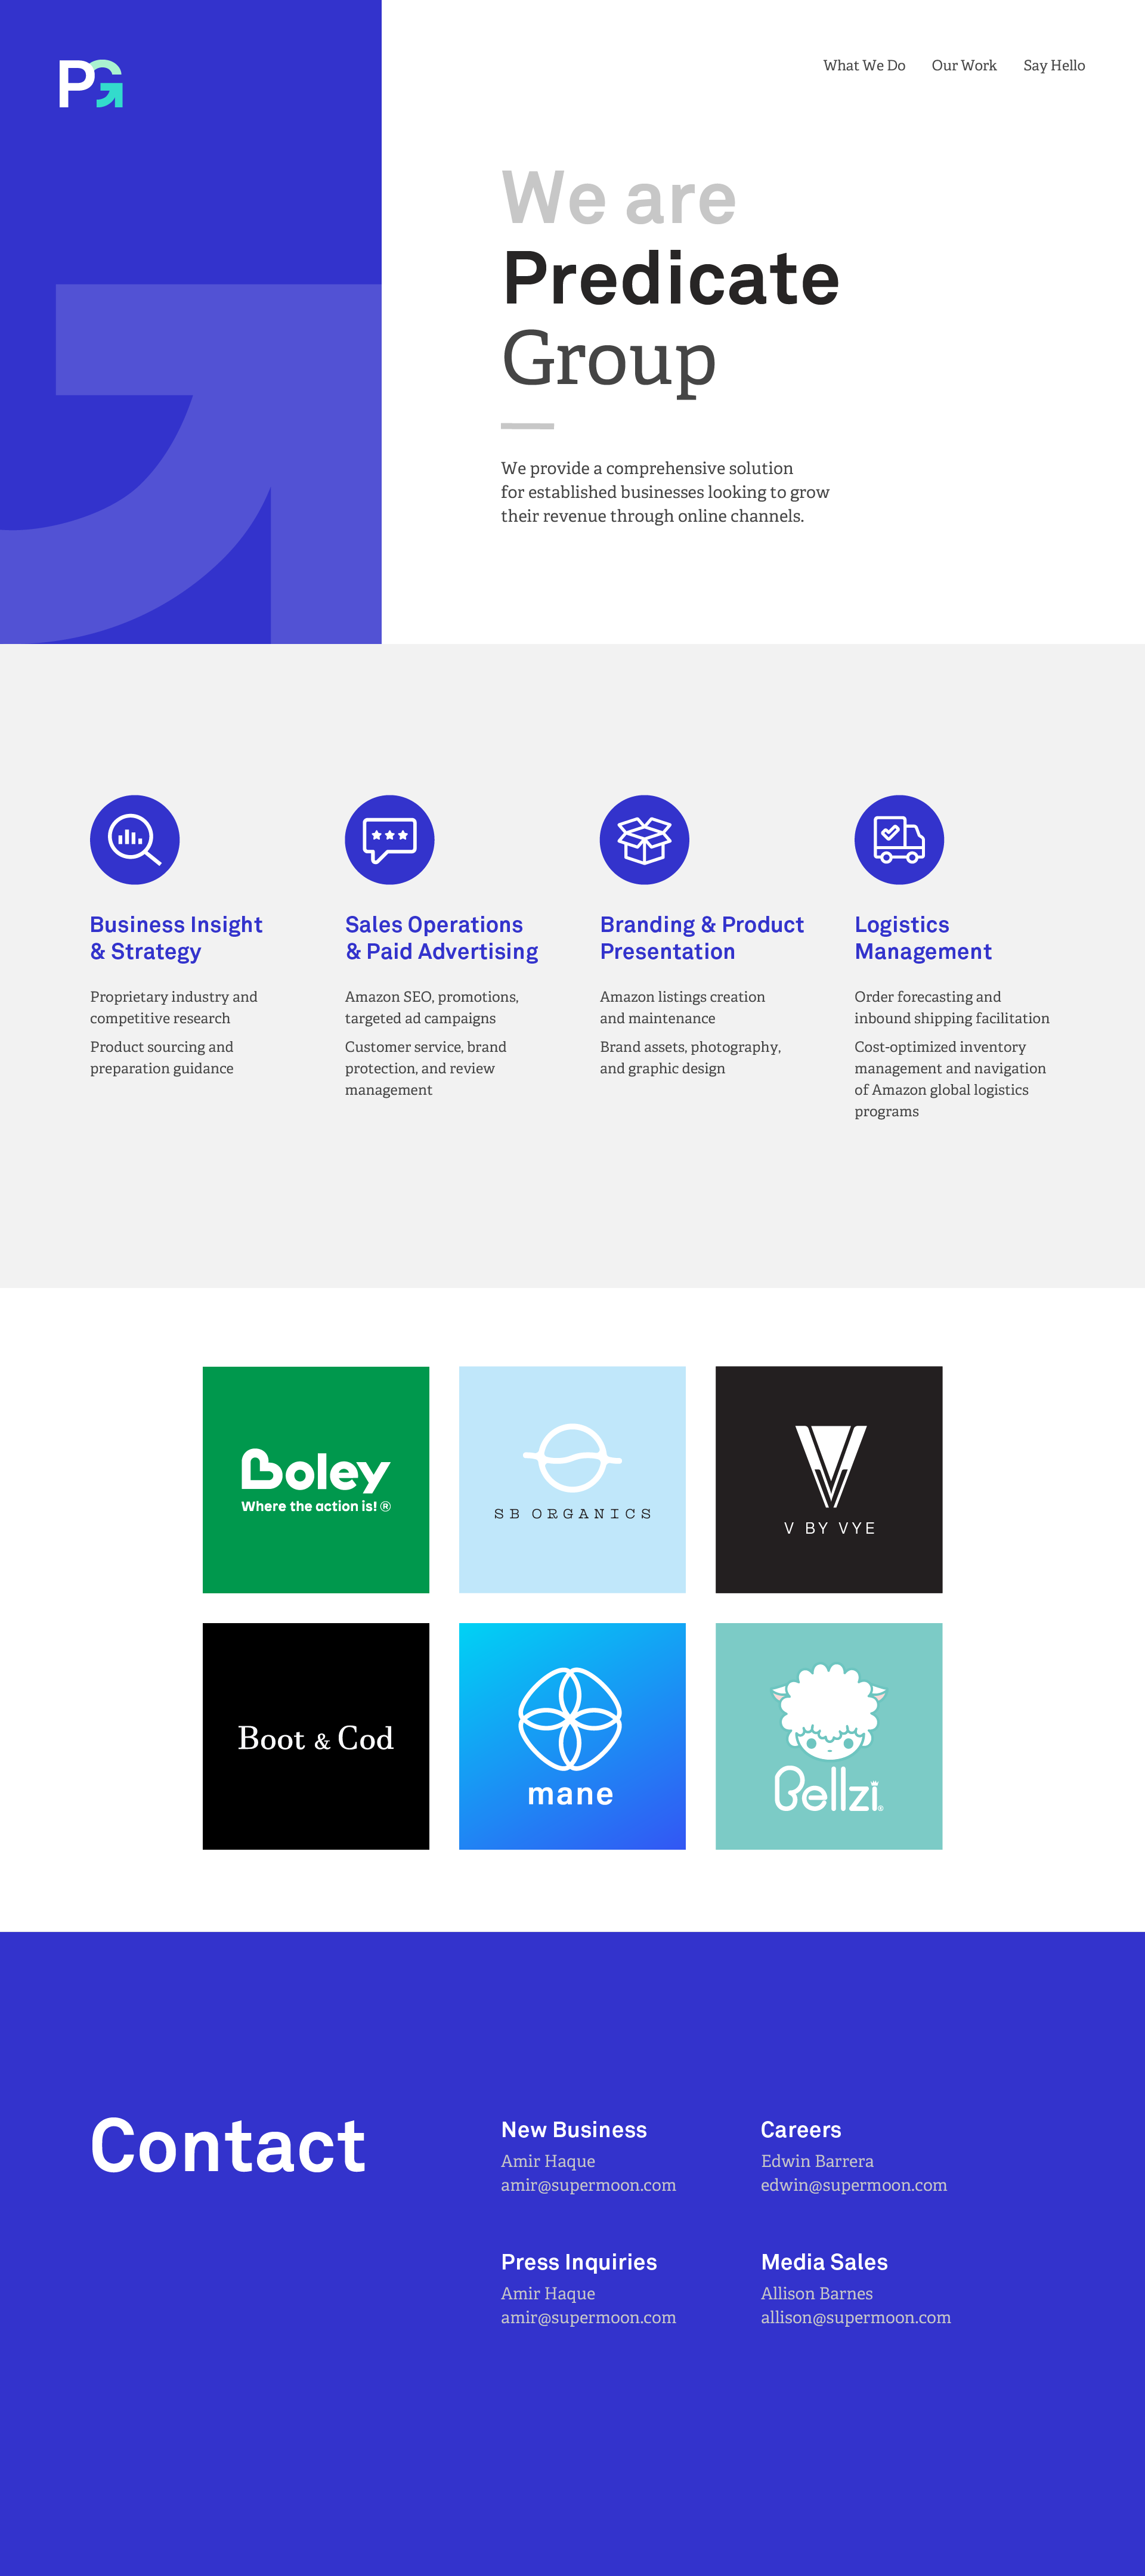 PG
What We Do
Our Work
Say Hello
We are
Predicate
Group
We provide a comprehensive solution
for established businesses looking to grow
their revenue through online channels.
Business Insight
& Strategy
Proprietary industry and
competitive research
Product sourcing and
preparation guidance
Sales Operations
& Paid Advertising
Amazon SEO, promotions,
targeted ad campaigns
Customer service, brand
protection, and review
management
Branding & Product
Presentation
Amazon listings creation
and maintenance
Brand assets, photography,
and graphic design
Logistics
Management
Order forecasting and
inbound shipping facilitation
Cost-optimized inventory
management and navigation
of Amazon global logistics
programs
Boley
Where the action is! ®
SB ORGANICS
V BY VYE
Boot & Cod
mane
Bellzi®
Contact
New Business
Amir Haque
amir@supermoon.com
Careers
Edwin Barrera
edwin@supermoon.com
Press Inquiries
Amir Haque
amir@supermoon.com
Media Sales
Allison Barnes
allison@supermoon.com